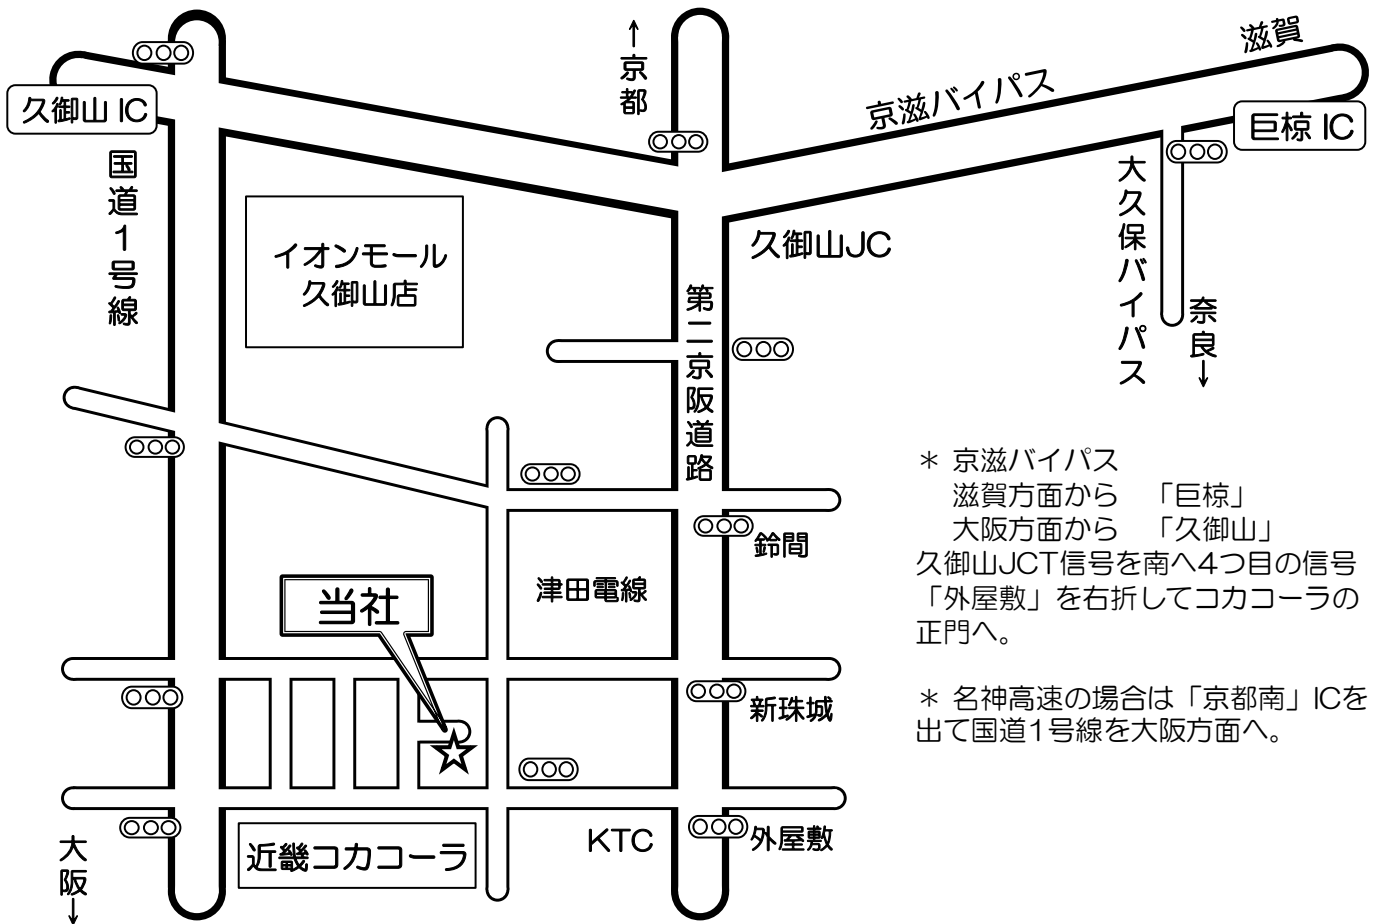 ↑京都
滋賀
京滋バイパス
久御山 IC
巨椋 IC
国道1号線
大久保バイパス
イオンモール
久御山店
久御山JC
第二京阪道路
奈良↓
＊ 京滋バイパス
滋賀方面から 「巨椋」
大阪方面から 「久御山」
久御山JCT信号を南へ4つ目の信号
「外屋敷」を右折してコカコーラの
正門へ。
鈴間
津田電線
当社
新珠城
＊ 名神高速の場合は「京都南」ICを
出て国道1号線を大阪方面へ。
近畿コカコーラ
KTC
外屋敷
大阪↓